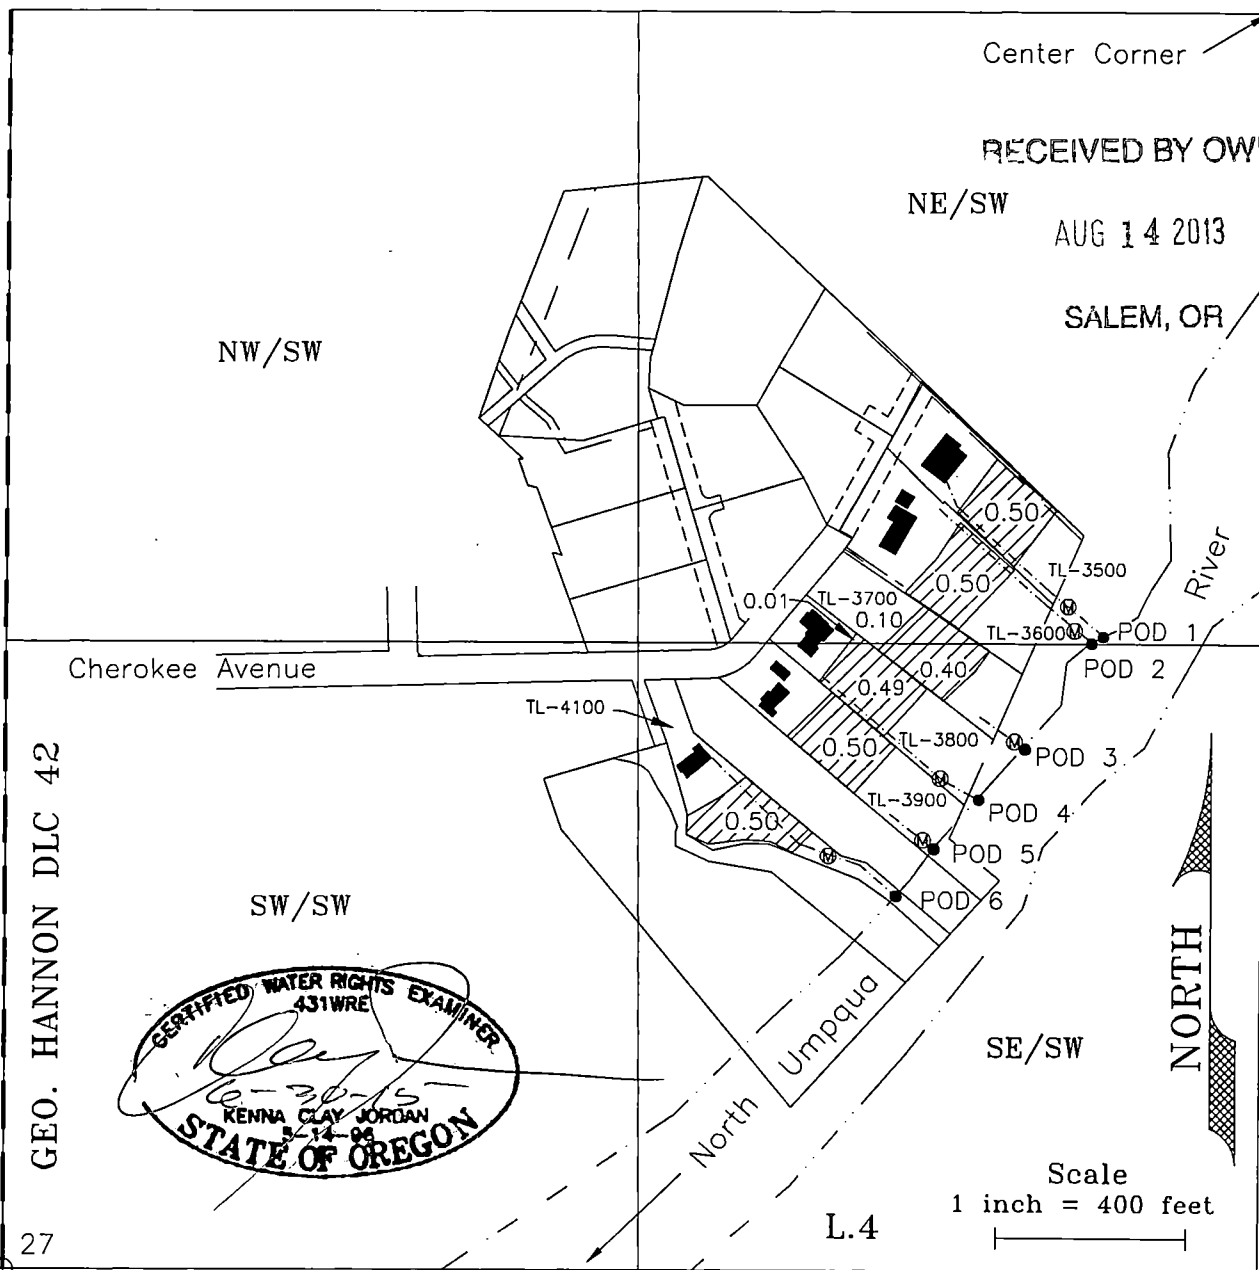 Center Corner
RECEIVED BY OW
NE/SW
AUG 14 2013
SALEM, OR
NW/SW
0.50
0.50
TL-3500
River
M
0.01
TL-3700
0.10
TL-3600
M
POD 1
POD 2
Cherokee Avenue
0.40
0.49
TL-4100
0.50
TL-3800
M
POD 3
M
TL-3900
POD 4
0.50
M
POD 5
M
POD 6
GEO. HANNON DLC 42
SW/SW
NORTH
Umpqua
SE/SW
CERTIFIED WATER RIGHTS EXAMINER
431WRE
KENNA CLAY JORDAN
STATE OF OREGON
North
Scale
1 inch = 400 feet
L.4
27